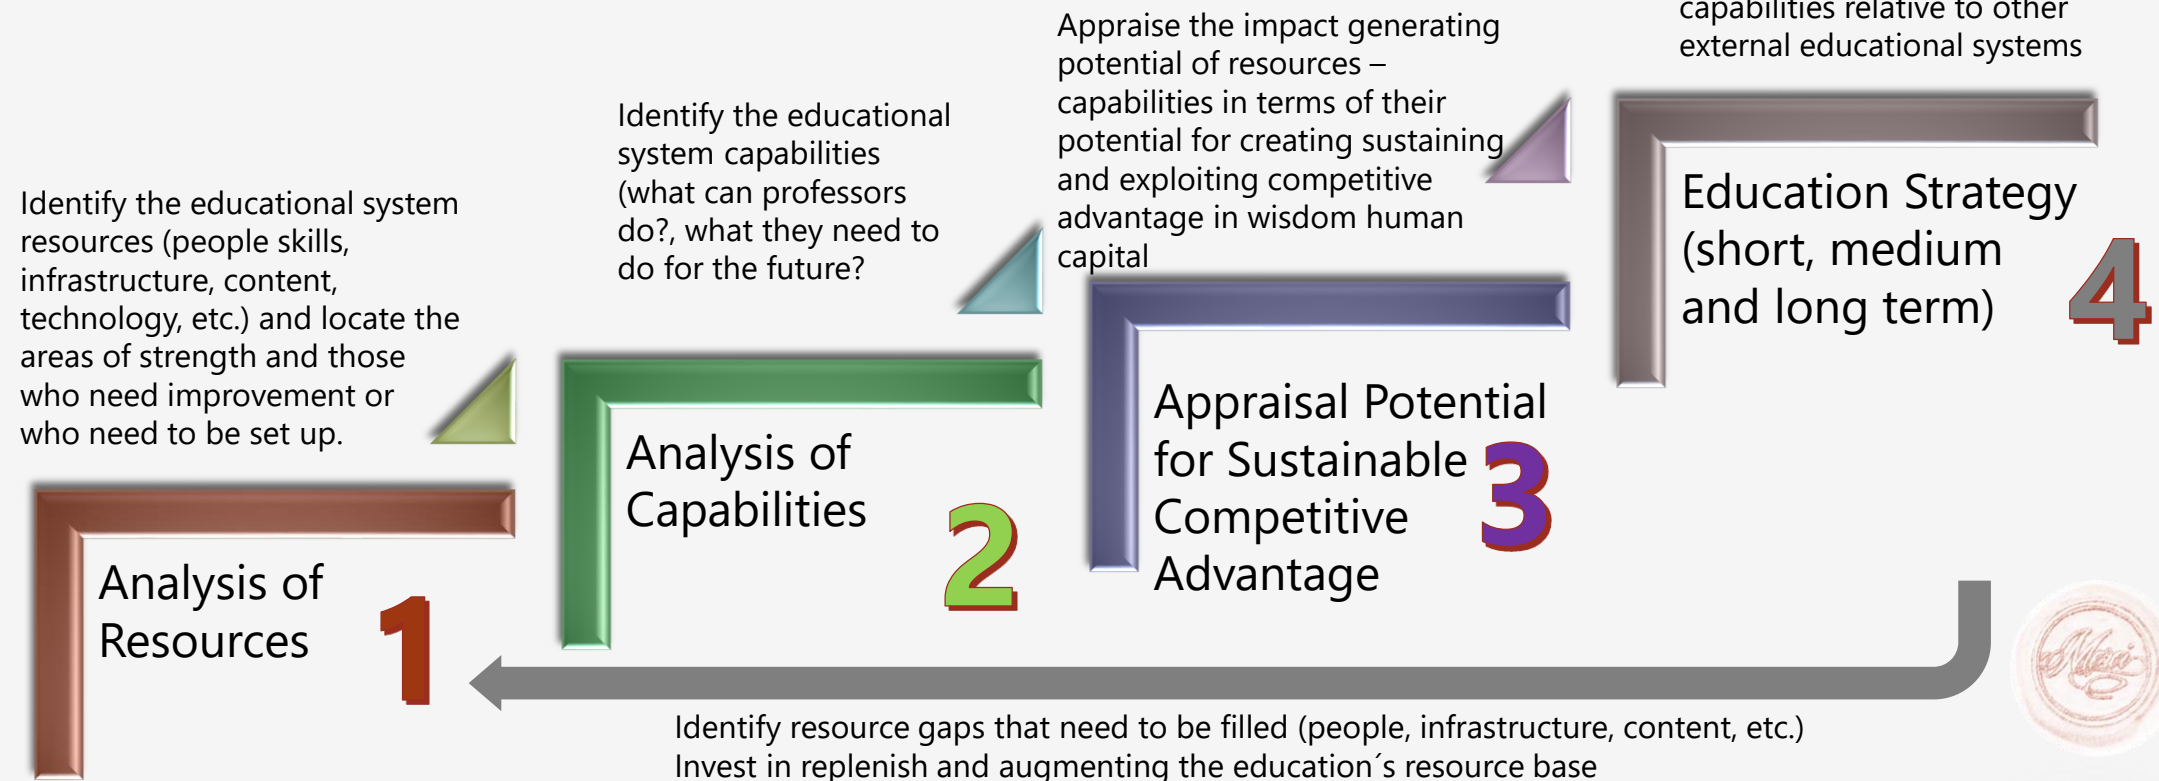 Identify the educational system
resources (people skills,
infrastructure, content,
technology, etc.) and locate the
areas of strength and those
who need improvement or
who need to be set up.
Analysis of
Resources
1
Identify the educational
system capabilities
(what can professors
do?, what they need to
do for the future?
Analysis of
Capabilities
2
Appraise the impact generating
potential of resources –
capabilities in terms of their
potential for creating sustaining
and exploiting competitive
advantage in wisdom human
capital
Appraisal Potential
for Sustainable
Competitive
Advantage
3
capabilities relative to other
external educational systems
Education Strategy
(short, medium
and long term)
4
Identify resource gaps that need to be filled (people, infrastructure, content, etc.)
Invest in replenish and augmenting the education´s resource base